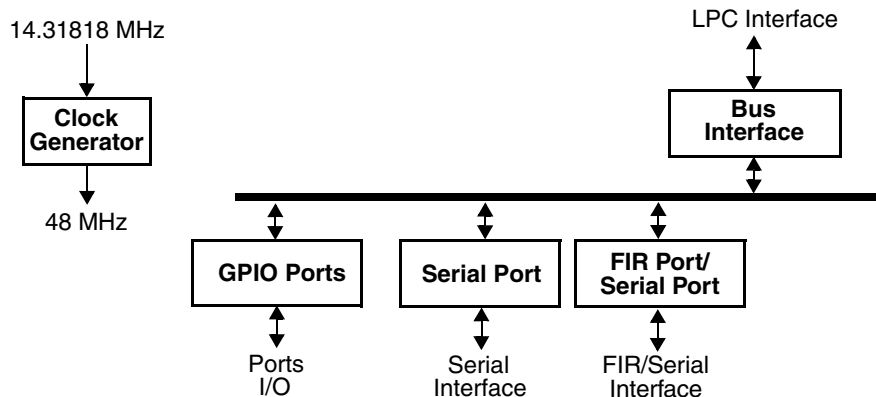 14.31818 MHz
LPC Interface
Clock
Generator
Bus
Interface
48 MHz
GPIO Ports
Serial Port
FIR Port/
Serial Port
Ports
I/O
Serial
Interface
FIR/Serial
Interface